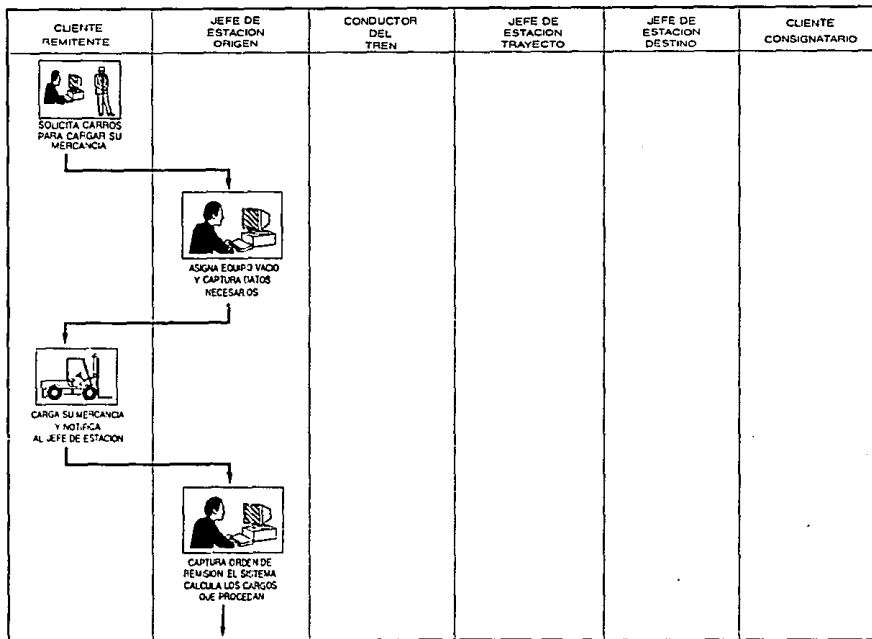 CLIENTE
REMITENTE
JEFE DE
ESTACION
ORIGEN
CONDUCTOR
DEL
TREN
JEFE DE
ESTACION
TRAYECTO
JEFE DE
ESTACION
DESTINO
CLIENTE
CONSIGNATARIO
SOLICITA CARROS
PARA CARGAR SU
MERCANCIA
ASIGNA EQUIPO VACIO
Y CAPTURA DATOS
NECESARIOS
CARGA SU MERCANCIA
Y NOTIFICA
AL JEFE DE ESTACION
CAPTURA ORDEN DE
REMISION EL SISTEMA
CALCULA LOS CARGOS
QUE PROCEDAN